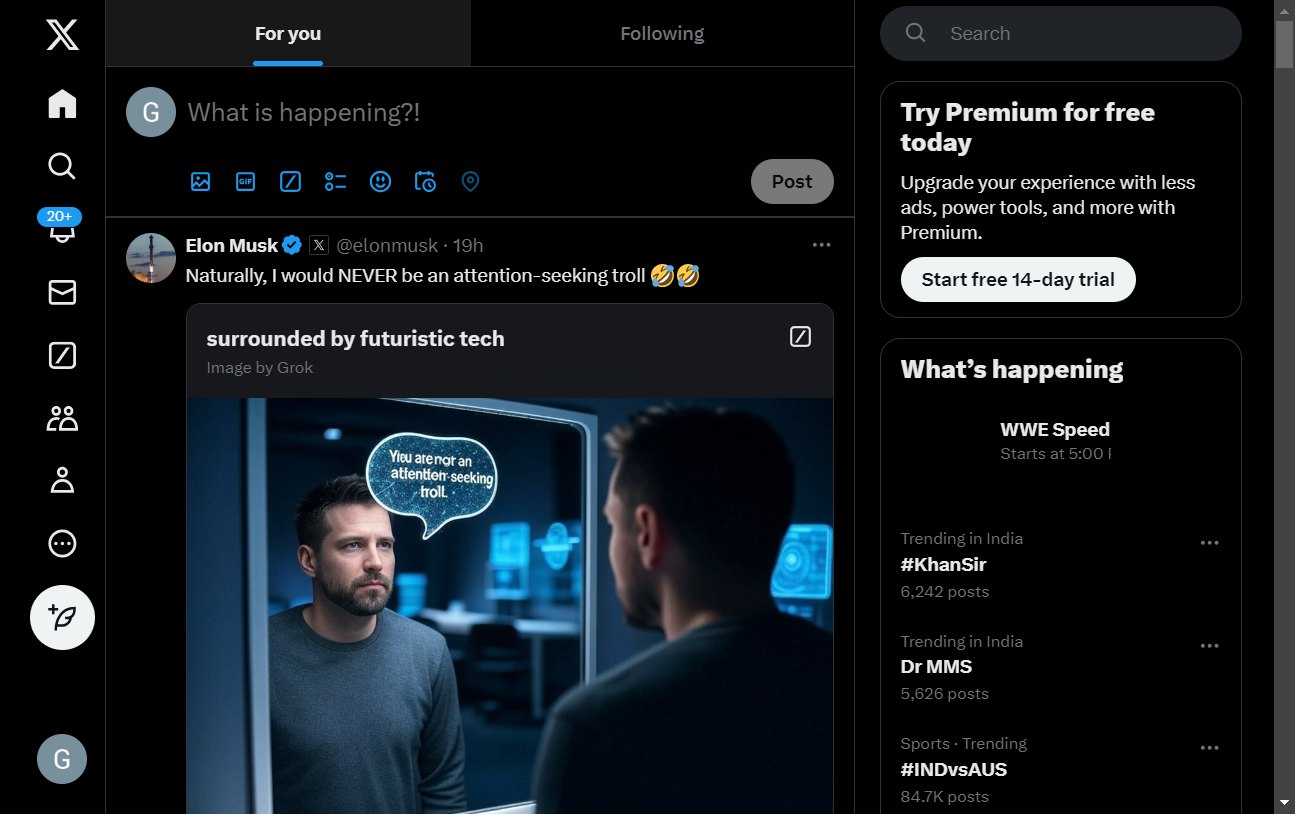 For you
Following
Search
G
What is happening?!
GIF
Post
20+
Try Premium for free
today
Upgrade your experience with less
ads, power tools, and more with
Premium.
Start free 14-day trial
Elon Musk @elonmusk · 19h
Naturally, I would NEVER be an attention-seeking troll 🤣🤣
surrounded by futuristic tech
Image by Grok
You are not an
attention-seeking
troll.
What’s happening
WWE Speed
Starts at 5:00
Trending in India
#KhanSir
6,242 posts
Trending in India
Dr MMS
5,626 posts
Sports · Trending
#INDvsAUS
84.7K posts
G